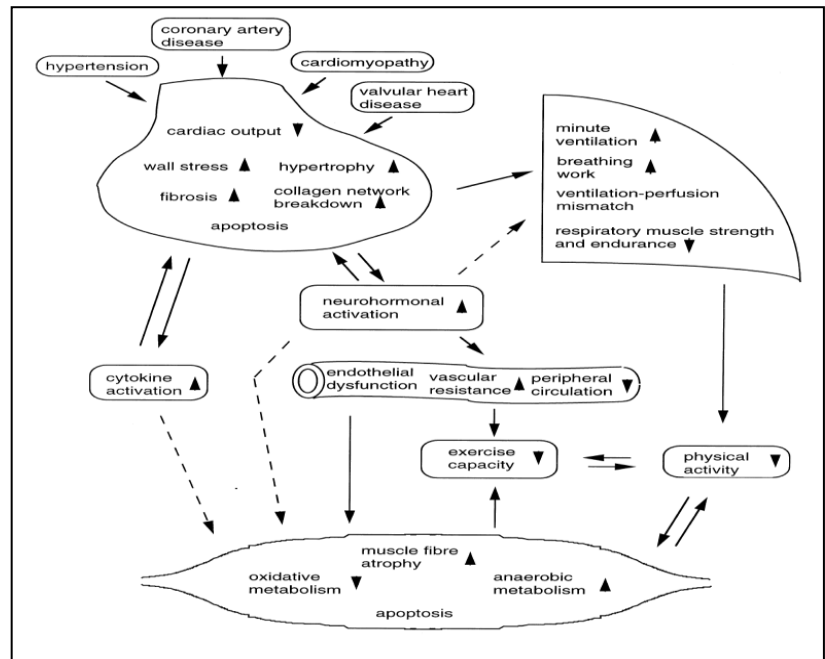 coronary artery
disease
hypertension
cardiomyopathy
valvular heart
disease
cardiac output
wall stress
hypertrophy
fibrosis
collagen network
breakdown
apoptosis
minute
ventilation
breathing
work
ventilation-perfusion
mismatch
respiratory muscle strength
and endurance
neurohormonal
activation
cytokine
activation
endothelial
dysfunction
vascular
resistance
peripheral
circulation
exercise
capacity
physical
activity
muscle fibre
atrophy
oxidative
metabolism
anaerobic
metabolism
apoptosis